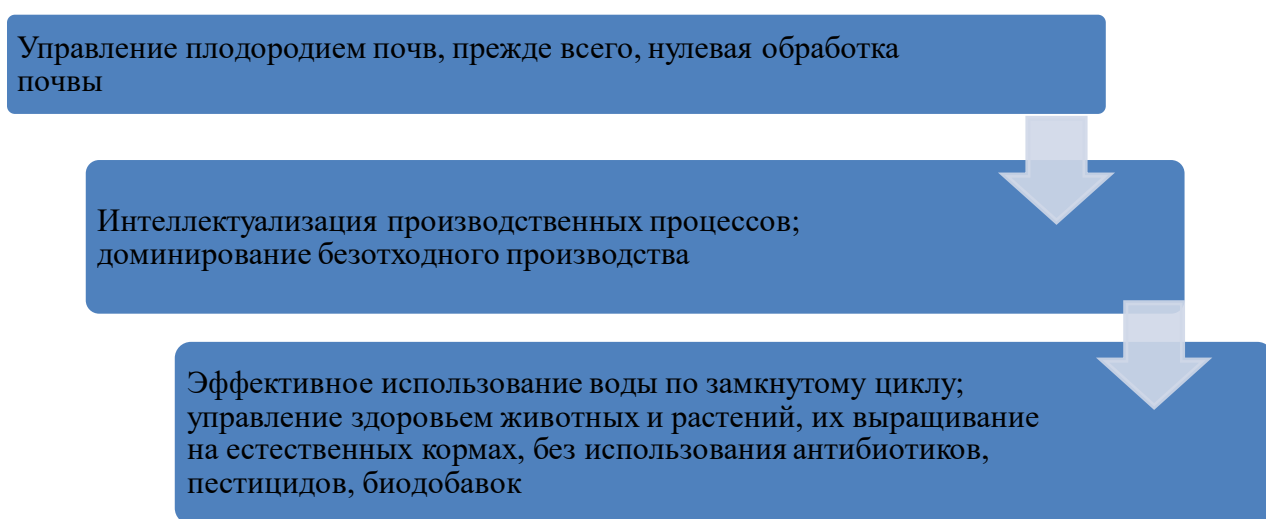 Управление плодородием почв, прежде всего, нулевая обработка
почвы
Интеллектуализация производственных процессов;
доминирование безотходного производства
Эффективное использование воды по замкнутому циклу;
управление здоровьем животных и растений, их выращивание
на естественных кормах, без использования антибиотиков,
пестицидов, биодобавок